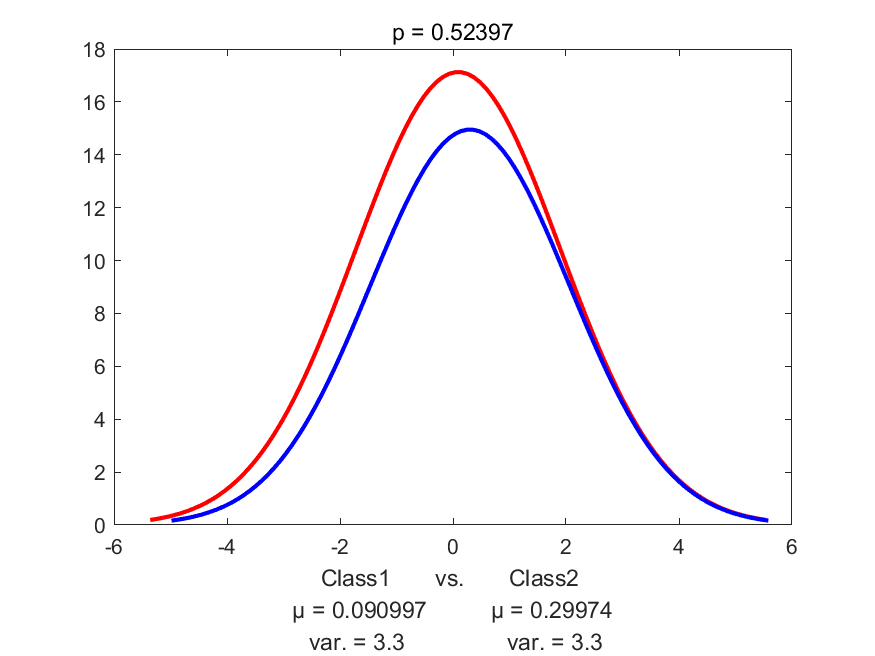 p = 0.52397
18
16
14
12
10
8
6
4
2
0
-6 -4 -2 0 2 4 6
Class1 vs. Class2
μ = 0.090997 μ = 0.29974
var. = 3.3 var. = 3.3